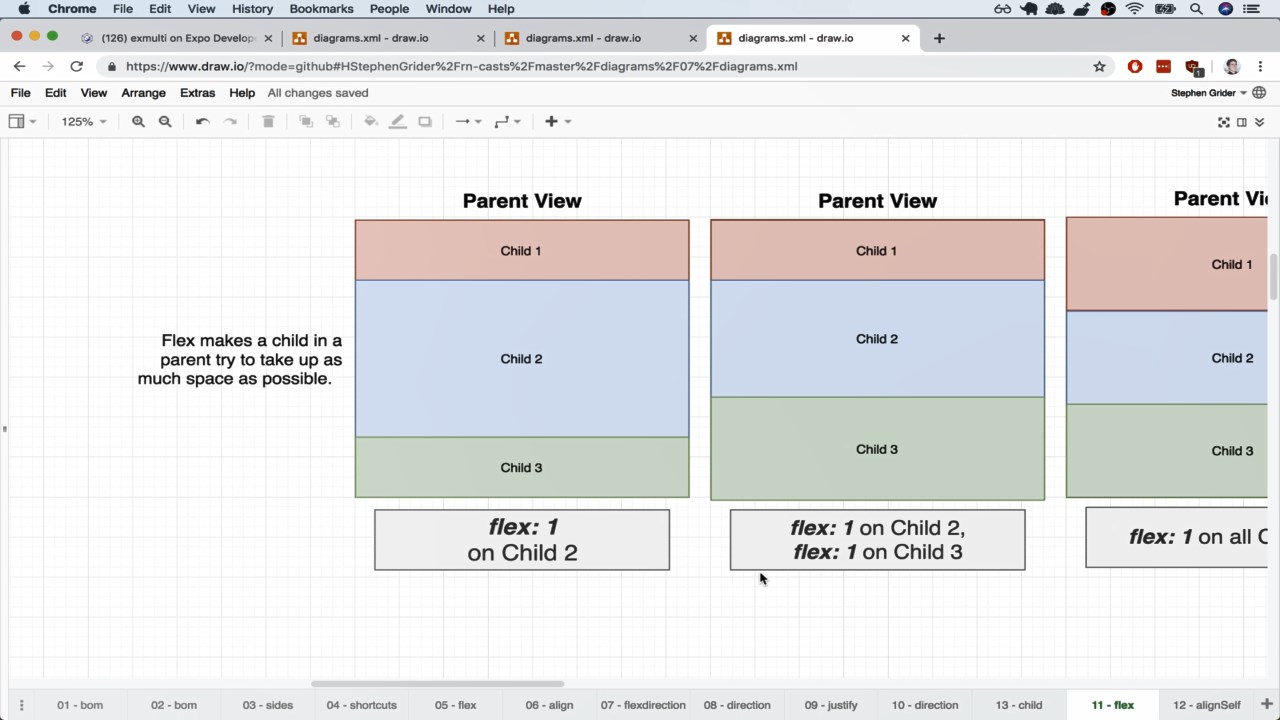 Chrome File Edit View History Bookmarks People Window Help
(126) exmulti on Expo Develop
diagrams.xml - draw.io
diagrams.xml - draw.io
diagrams.xml - draw.io
https://www.draw.io/?mode=github#HStephenGrider%2Frn-casts%2Fmaster%2Fdiagrams%2F07%2Fdiagrams.xml
1
File Edit View Arrange Extras Help All changes saved
Stephen Grider
125%
Parent View
Parent View
Parent Vie
Child 1
Child 1
Child 1
Flex makes a child in a
parent try to take up as
much space as possible.
Child 2
Child 2
Child 2
Child 3
Child 3
Child 3
flex: 1
on Child 2
flex: 1 on Child 2,
flex: 1 on Child 3
flex: 1 on all C
01 - bom 02 - bom 03 - sides 04 - shortcuts 05 - flex 06 - align 07 - flexdirection 08 - direction 09 - justify 10 - direction 13 - child 11 - flex 12 - alignSelf